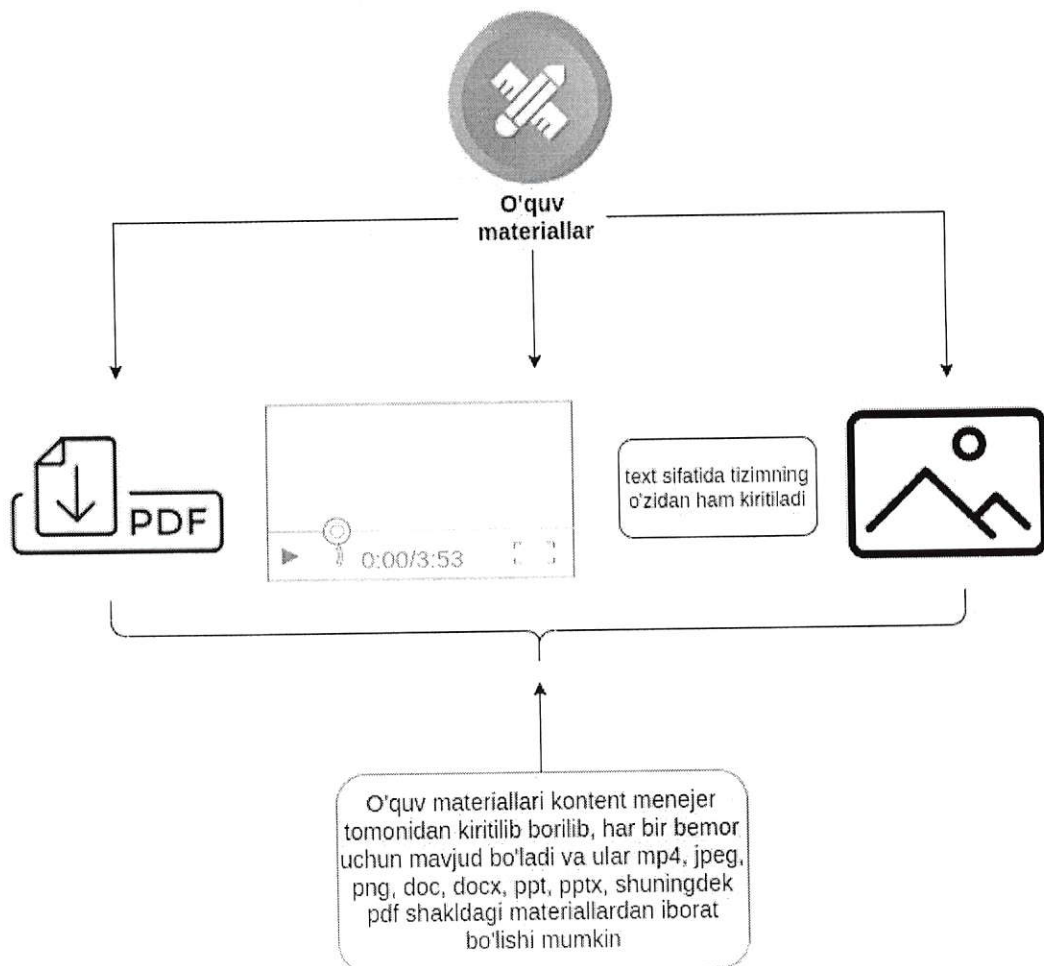 O'quv
materiallar
PDF
0:00/3:53
text sifatida tizimning
o'zidan ham kiritiladi
O'quv materiallari kontent menejer
tomonidan kiritilib borilib, har bir bemor
uchun mavjud bo'ladi va ular mp4, jpeg,
png, doc, docx, ppt, pptx, shuningdek
pdf shakldagi materiallardan iborat
bo'lishi mumkin